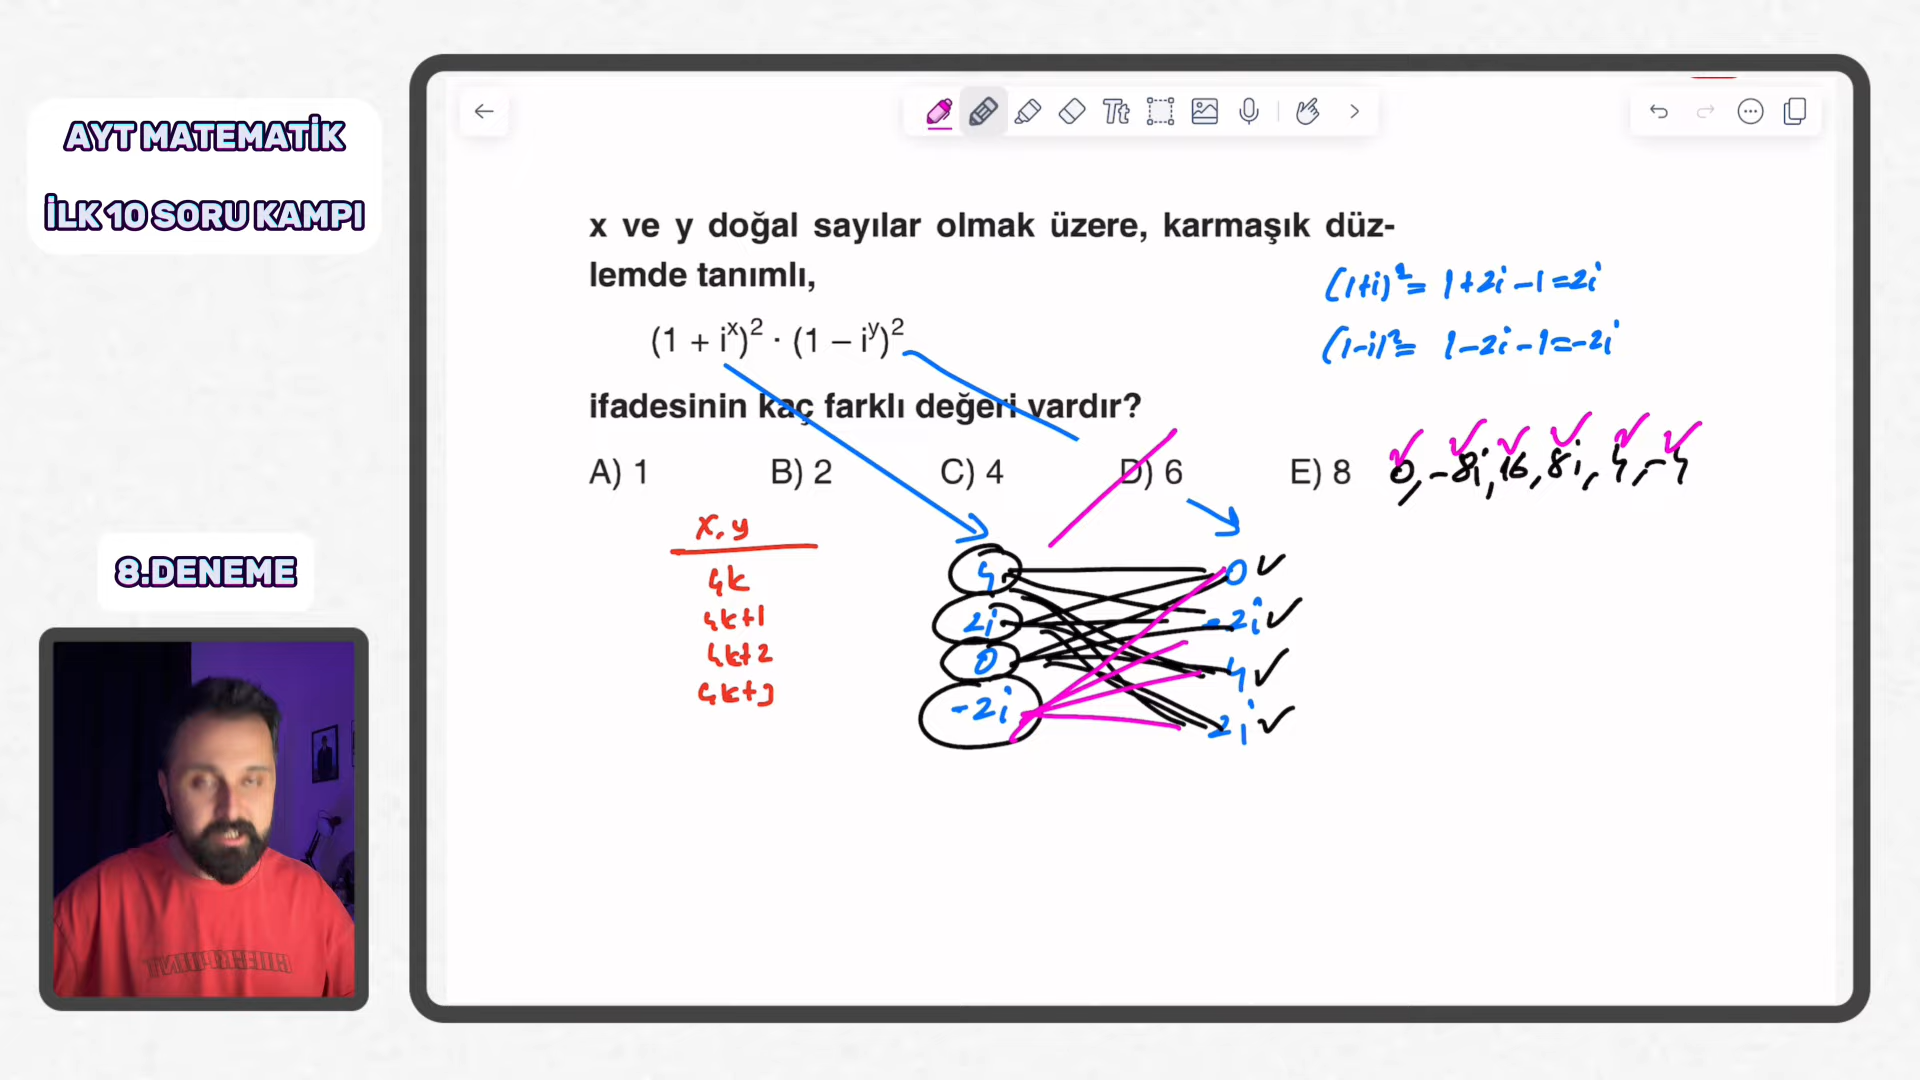 AYT MATEMATİK
İLK 10 SORU KAMPI
8.DENEME
Tt
x ve y doğal sayılar olmak üzere, karmaşık düz-
lemde tanımlı,
(1 + i^x)^2 · (1 − i^y)^2
ifadesinin kaç farklı değeri vardır?
A) 1 B) 2 C) 4 D) 6 E) 8
(1+i)^2 = 1+2i-1=2i
(1-i)^2= 1-2i-1=-2i
0, -8i, 16, 8i, 4, -4
x, y
4k
4k+1
4k+2
4k+3
4
2i
0
-2i
0
-2i
4
2i